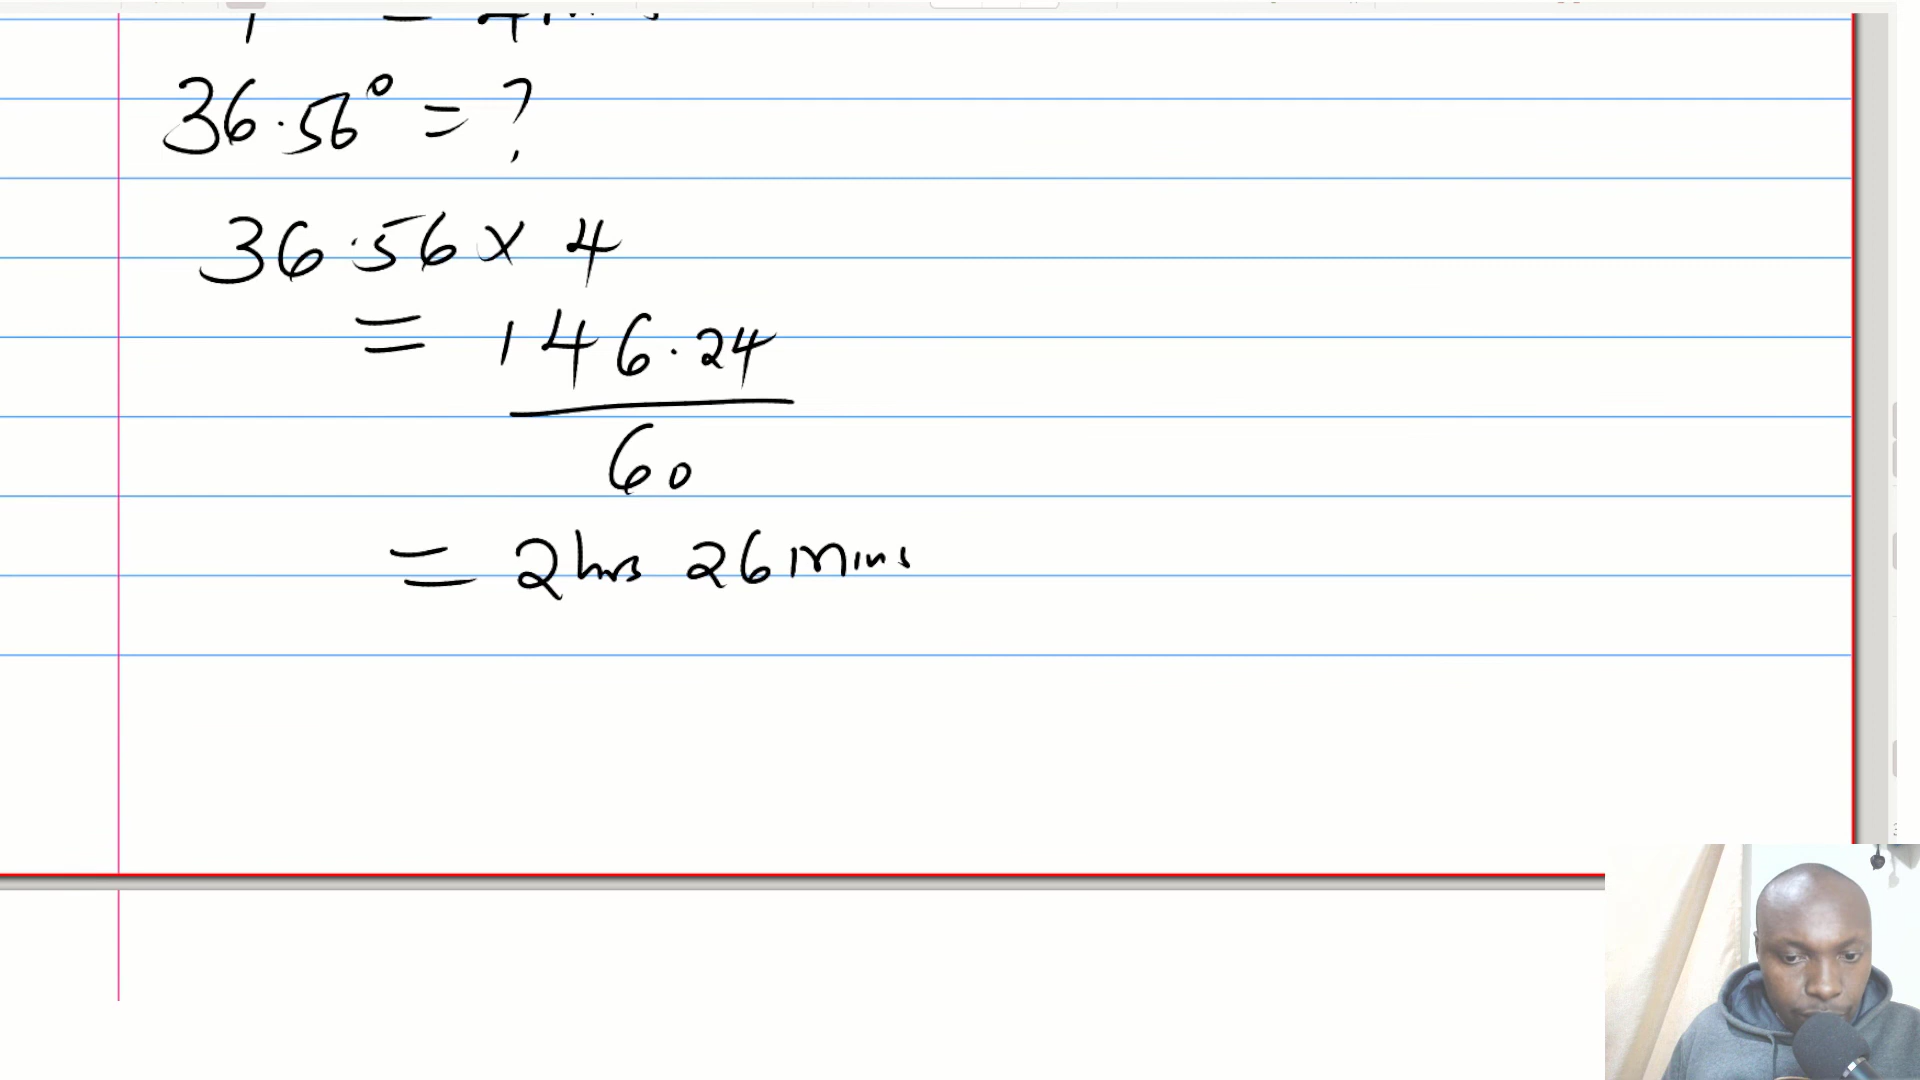 36.56° = ?
36.56 x 4
= 146.24
60
= 2hrs 26mins